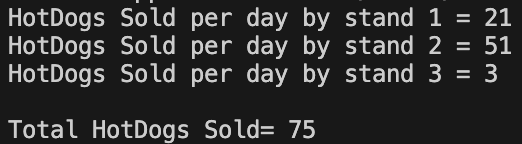 HotDogs Sold per day by stand 1 = 21
HotDogs Sold per day by stand 2 = 51
HotDogs Sold per day by stand 3 = 3
Total HotDogs Sold= 75